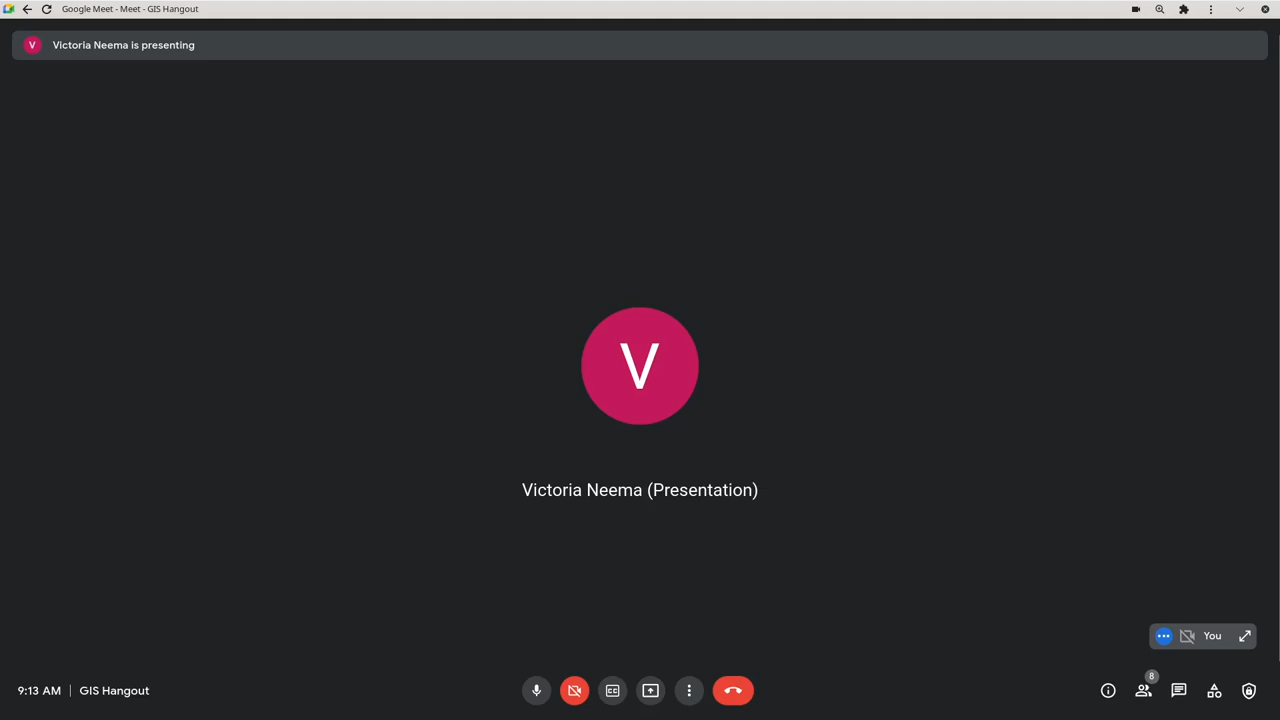 Google Meet - Meet - GIS Hangout
V Victoria Neema is presenting
V
Victoria Neema (Presentation)
You
9:13 AM | GIS Hangout
CC
8